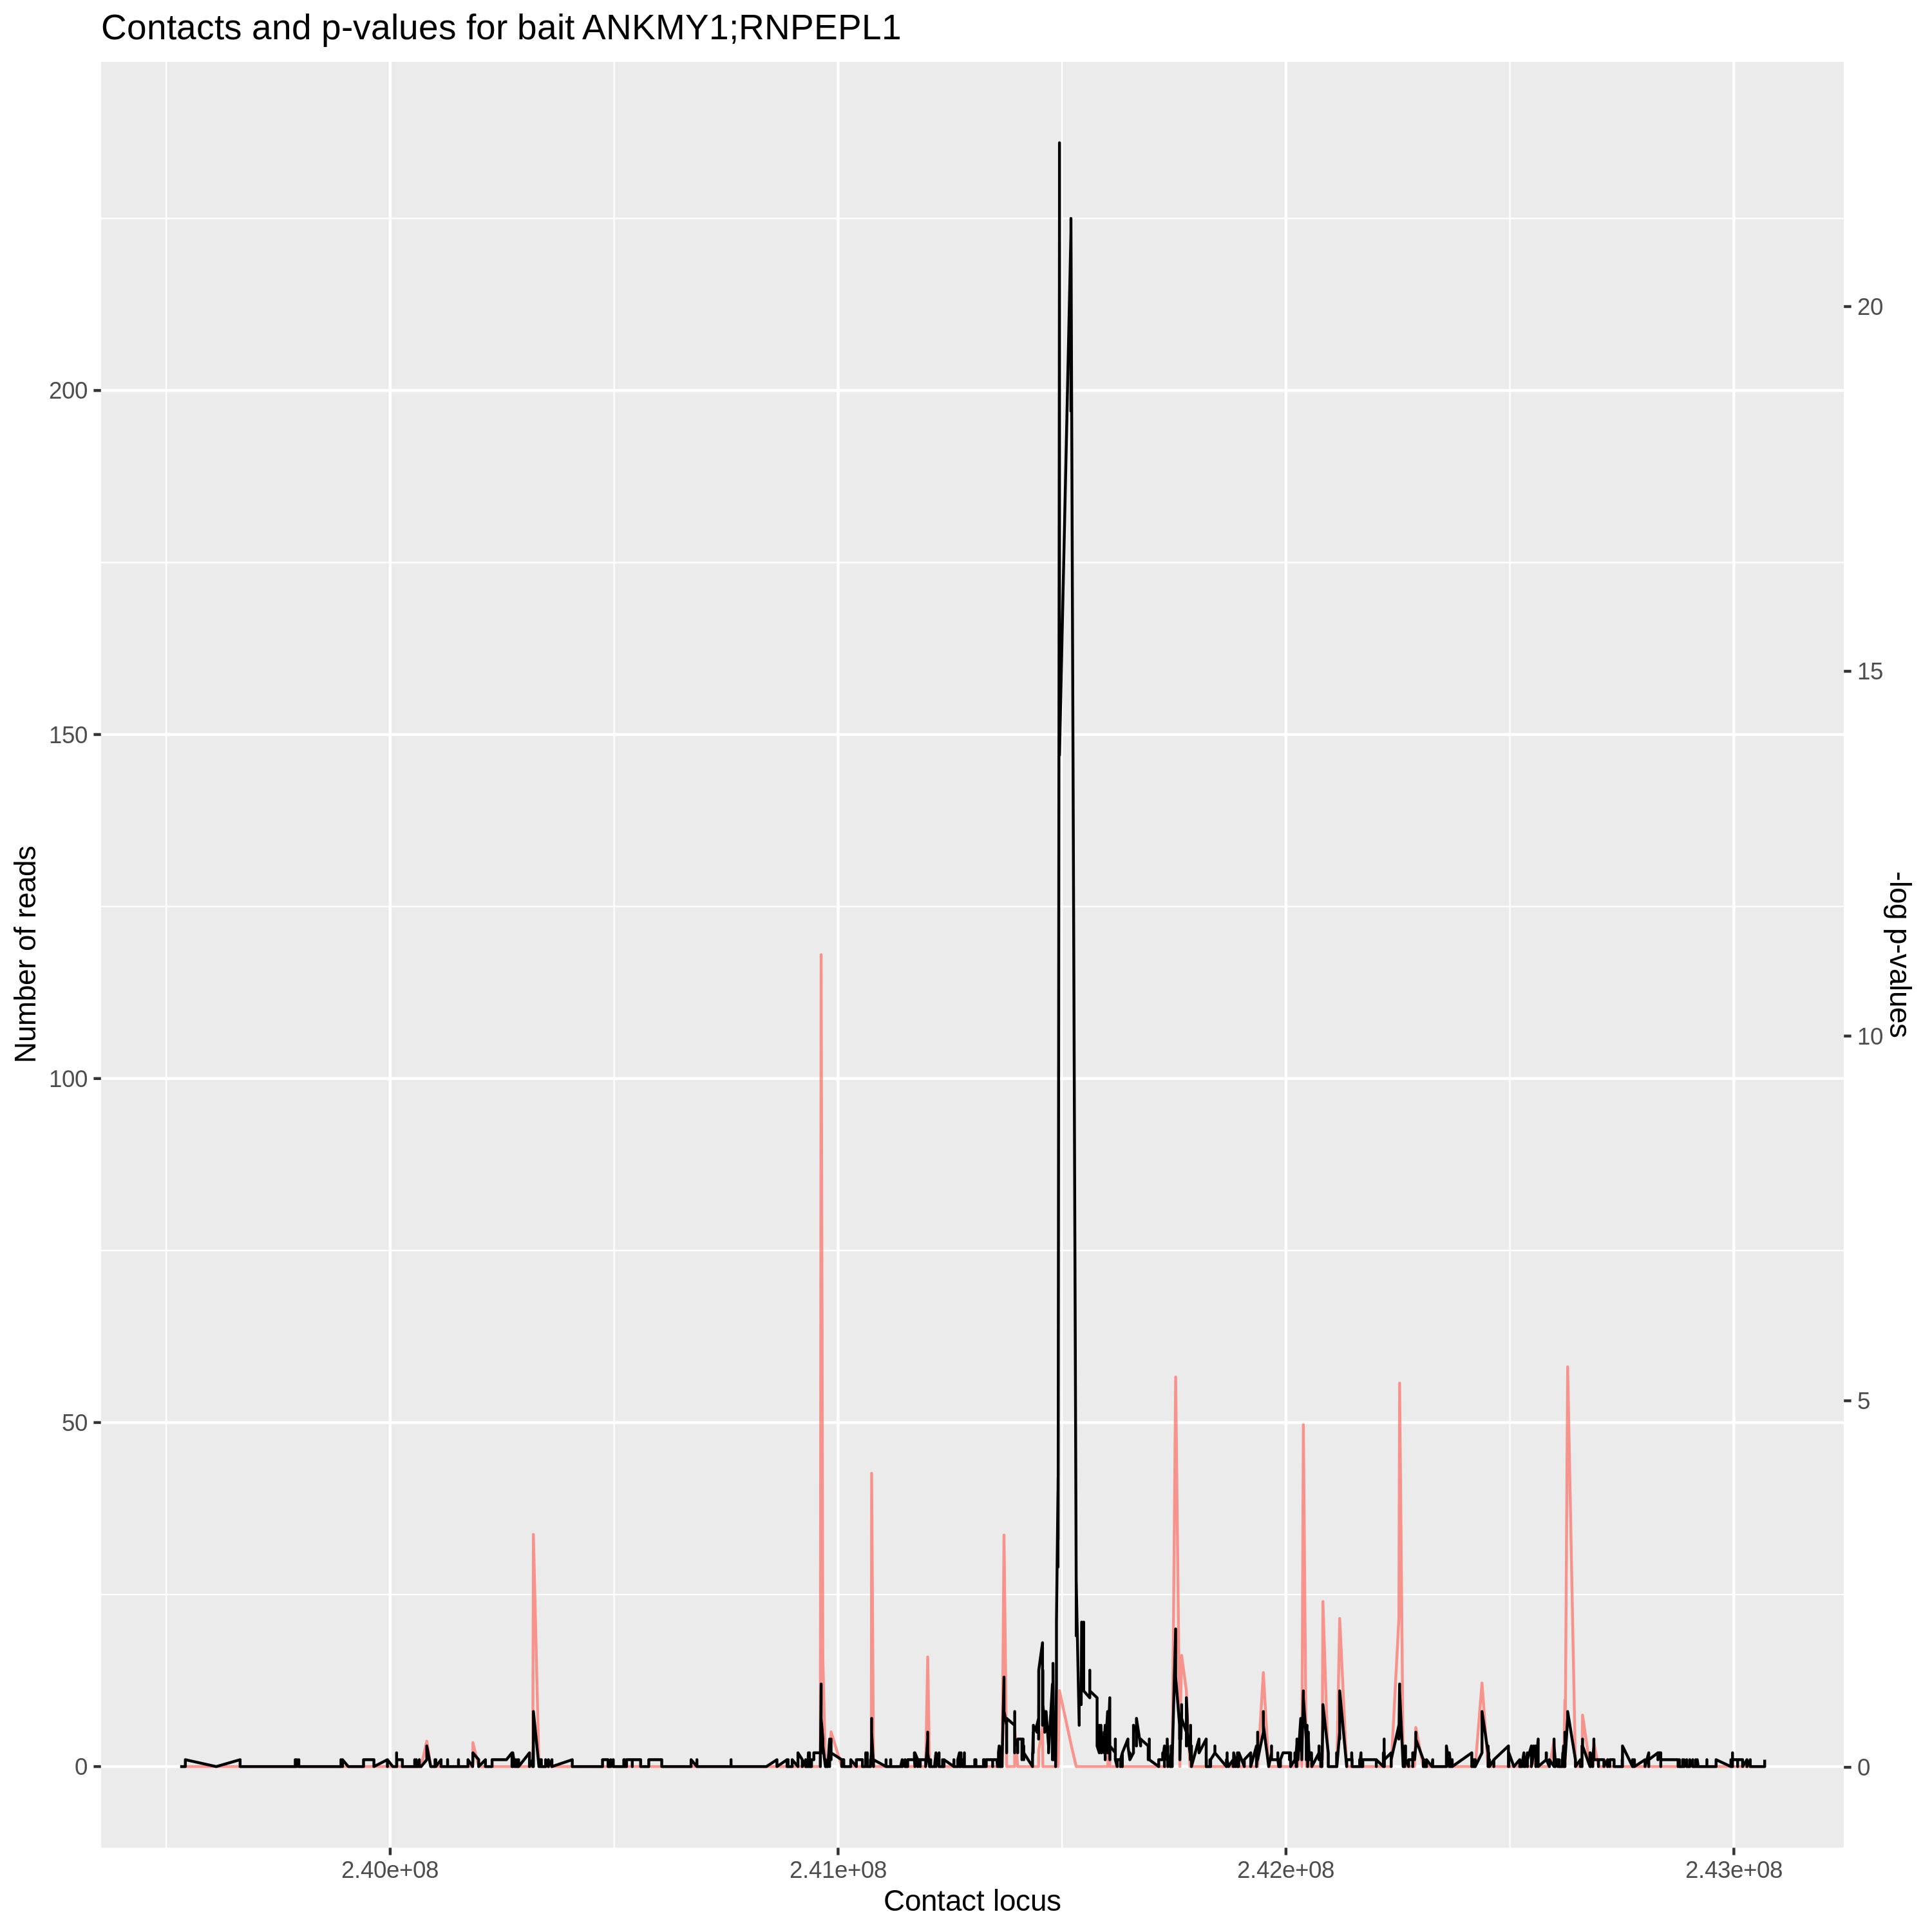 Contacts and p-values for bait ANKMY1;RNPEPL1
200
150
100
50
0
Number of reads
20
15
10
5
0
-log p-values
2.40e+08
2.41e+08
2.42e+08
2.43e+08
Contact locus